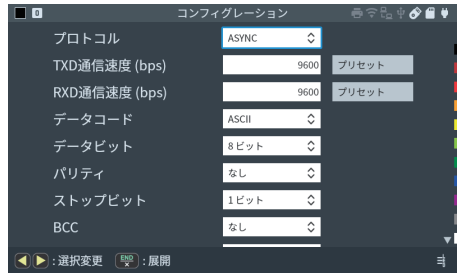 0 コンフィグレーション
プロトコル ASYNC
TXD通信速度 (bps) 9600 プリセット
RXD通信速度 (bps) 9600 プリセット
データコード ASCII
データビット 8 ビット
パリティ なし
ストップビット 1 ビット
BCC なし
:選択変更 END × :展開